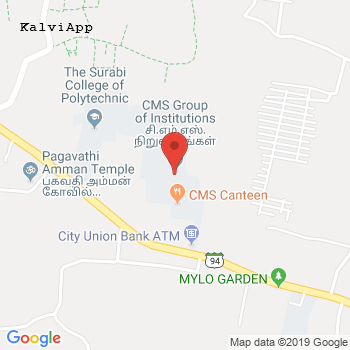 KalviApp
The Surabi
College of
Polytechnic
CMS Group
of Institutions
சி.எம்.எஸ்.
Pagavathi
Amman Temple
பகவதி அம்மன்
கோவில்...
CMS Canteen
City Union Bank ATM
94
MYLO GARDEN
Google
Map data ©2019 Google